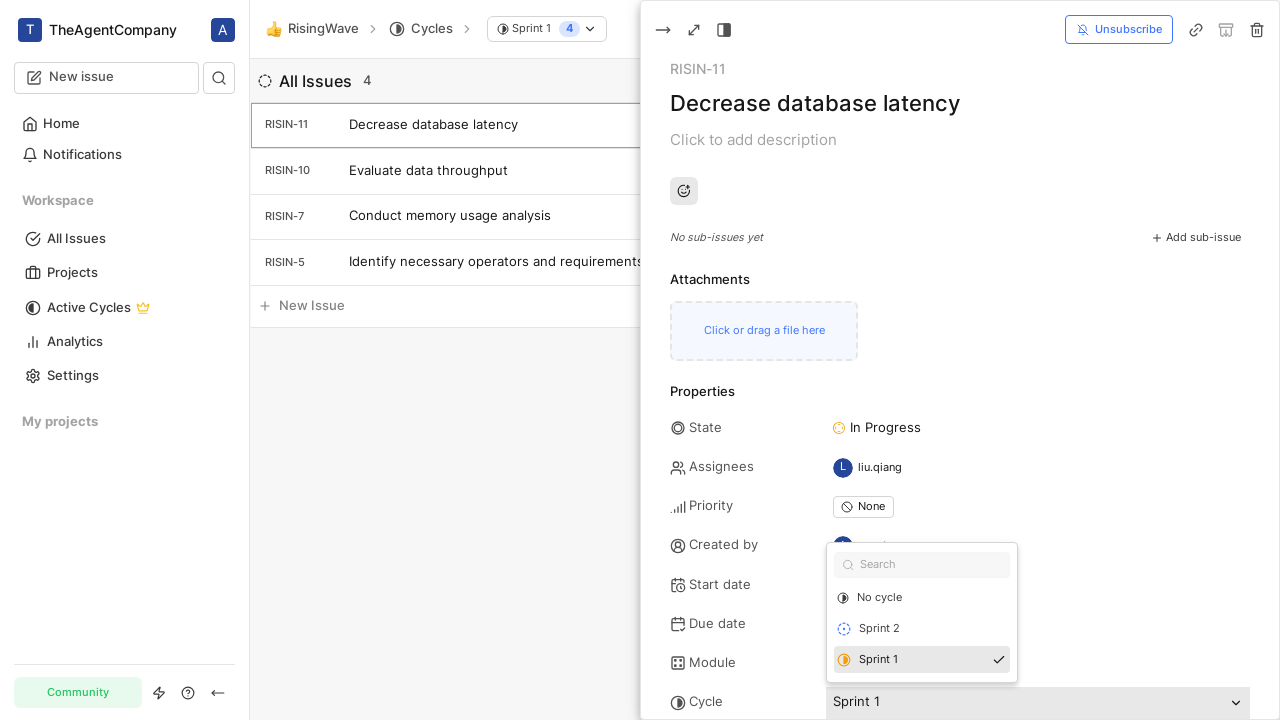 T TheAgentCompany A
New issue
Home
Notifications
Workspace
All Issues
Projects
Active Cycles
Analytics
Settings
My projects
Community
RisingWave Cycles Sprint 1 4
All Issues 4
RISIN-11 Decrease database latency
RISIN-10 Evaluate data throughput
RISIN-7 Conduct memory usage analysis
RISIN-5 Identify necessary operators and requirements
New Issue
Unsubscribe
RISIN-11
Decrease database latency
Click to add description
No sub-issues yet
Add sub-issue
Attachments
Click or drag a file here
Properties
State In Progress
Assignees L liu.qiang
Priority None
Created by
Start date
Due date
Module
Cycle Sprint 1
Search
No cycle
Sprint 2
Sprint 1